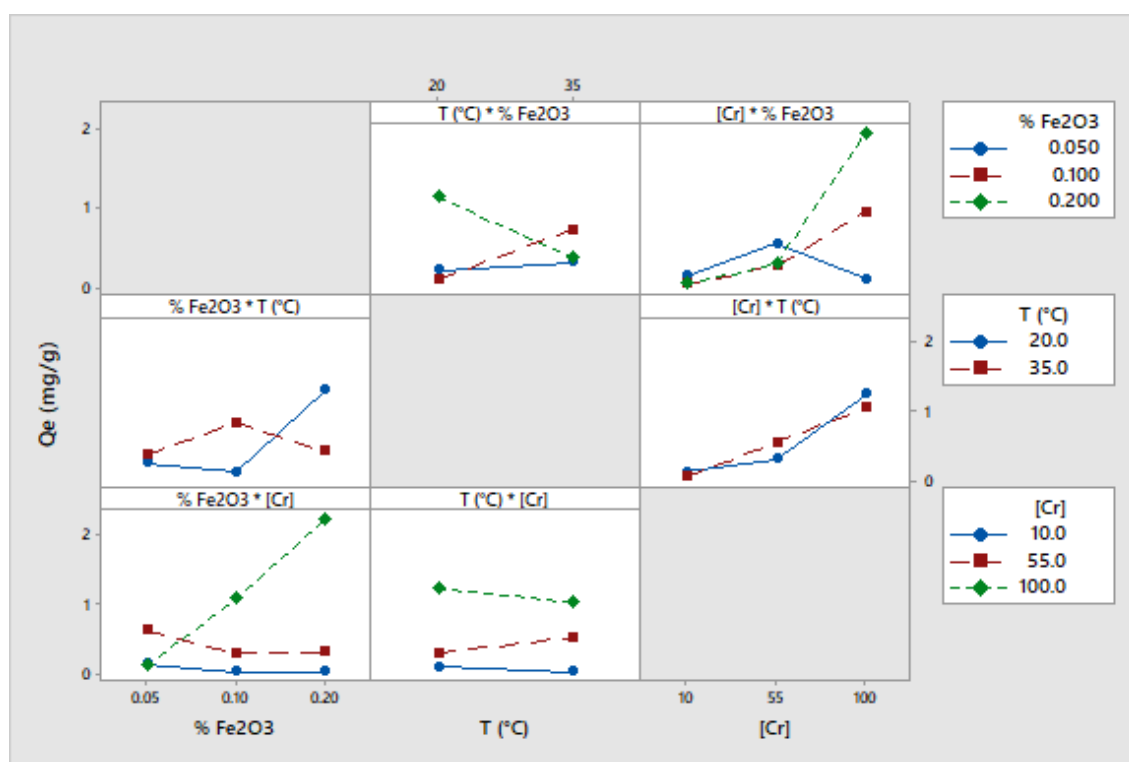 20 35
T (°C) * % Fe2O3 [Cr] * % Fe2O3
2
1
0
% Fe2O3
0.050
0.100
0.200
% Fe2O3 * T (°C) [Cr] * T (°C)
2
1
0
T (°C)
20.0
35.0
Qe (mg/g)
% Fe2O3 * [Cr] T (°C) * [Cr]
2
1
0
[Cr]
10.0
55.0
100.0
0.05 0.10 0.20 10 55 100
% Fe2O3 T (°C) [Cr]